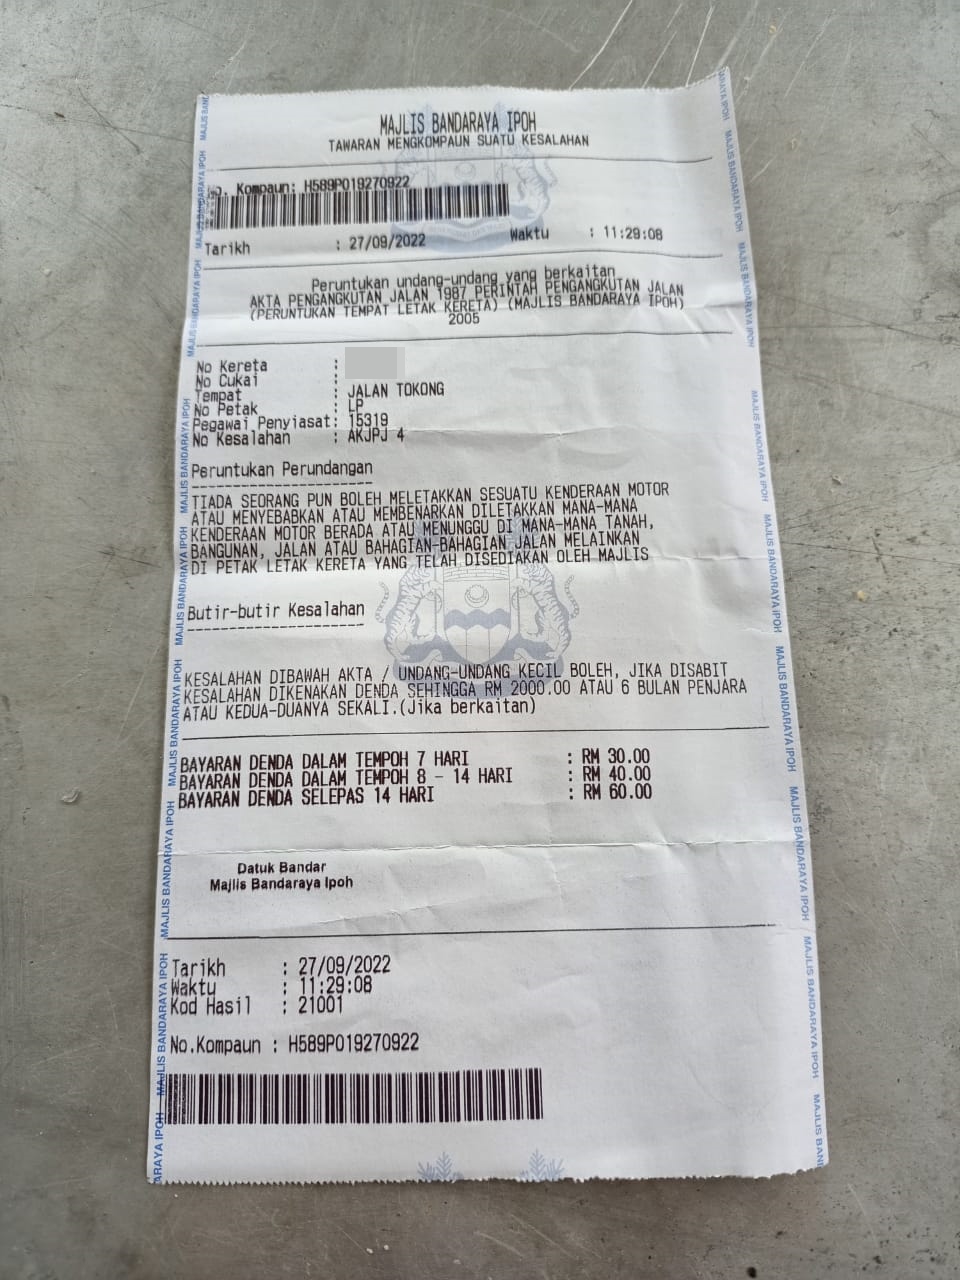 MAJLIS BANDARAYA IPOH
TAWARAN MENGKOMPAUN SUATU KESALAHAN
No. Kompaun: H589P019270922
Tarikh : 27/09/2022 Waktu : 11:29:08
Peruntukan undang-undang yang berkaitan
AKTA PENGANGKUTAN JALAN 1987 PERINTAH PENGANGKUTAN JALAN
(PERUNTUKAN TEMPAT LETAK KERETA) (MAJLIS BANDARAYA IPOH)
2005
No Kereta :
No Cukai :
Tempat : JALAN TOKONG
No Petak : LP
Pegawai Penyiasat: 15319
No Kesalahan : AKJPJ 4
Peruntukan Perundangan
----------------------
TIADA SEORANG PUN BOLEH MELETAKKAN SESUATU KENDERAAN MOTOR
ATAU MENYEBABKAN ATAU MEMBENARKAN DILETAKKAN MANA-MANA
KENDERAAN MOTOR BERADA ATAU MENUNGGU DI MANA-MANA TANAH,
BANGUNAN, JALAN ATAU BAHAGIAN-BAHAGIAN JALAN MELAINKAN
DI PETAK LETAK KERETA YANG TELAH DISEDIAKAN OLEH MAJLIS
Butir-butir Kesalahan
----------------------
KESALAHAN DIBAWAH AKTA / UNDANG-UNDANG KECIL BOLEH, JIKA DISABIT
KESALAHAN DIKENAKAN DENDA SEHINGGA RM 2000.00 ATAU 6 BULAN PENJARA
ATAU KEDUA-DUANYA SEKALI.(Jika berkaitan)
BAYARAN DENDA DALAM TEMPOH 7 HARI : RM 30.00
BAYARAN DENDA DALAM TEMPOH 8 - 14 HARI : RM 40.00
BAYARAN DENDA SELEPAS 14 HARI : RM 60.00
Datuk Bandar
Majlis Bandaraya Ipoh
Tarikh : 27/09/2022
Waktu : 11:29:08
Kod Hasil : 21001
No.Kompaun : H589P019270922
MAJLIS BANDARAYA IPOH
MAJLIS BANDARAYA IPOH